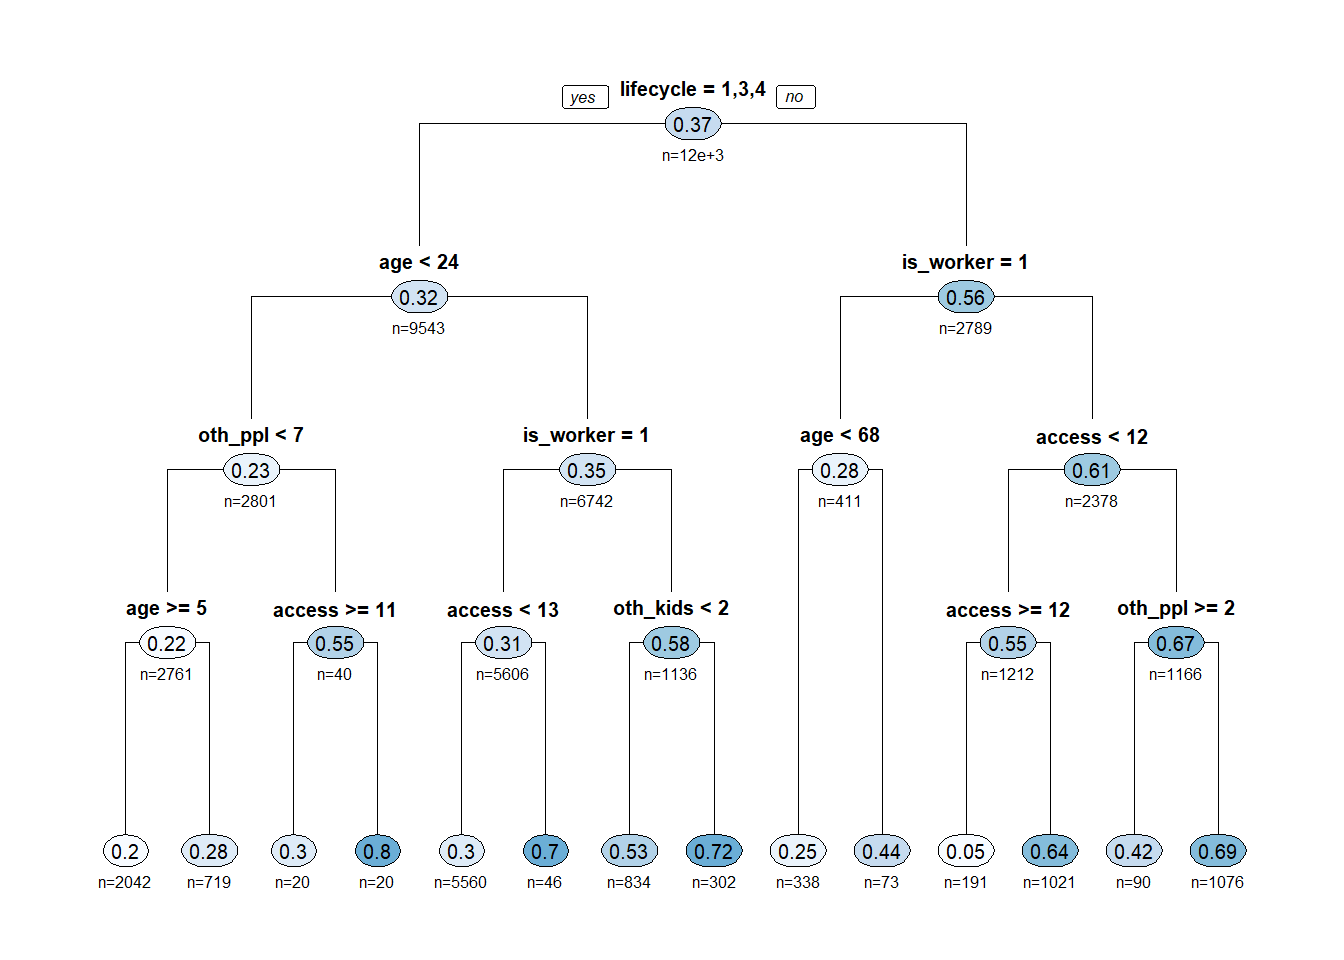 yes lifecycle = 1,3,4 no
0.37
n=12e+3
age < 24 is_worker = 1
0.32 0.56
n=9543 n=2789
oth_ppl < 7 is_worker = 1 age < 68 access < 12
0.23 0.35 0.28 0.61
n=2801 n=6742 n=411 n=2378
age >= 5 access >= 11 access < 13 oth_kids < 2 access >= 12 oth_ppl >= 2
0.22 0.55 0.31 0.58 0.55 0.67
n=2761 n=40 n=5606 n=1136 n=1212 n=1166
0.2 0.28 0.3 0.8 0.3 0.7 0.53 0.72 0.25 0.44 0.05 0.64 0.42 0.69
n=2042 n=719 n=20 n=20 n=5560 n=46 n=834 n=302 n=338 n=73 n=191 n=1021 n=90 n=1076